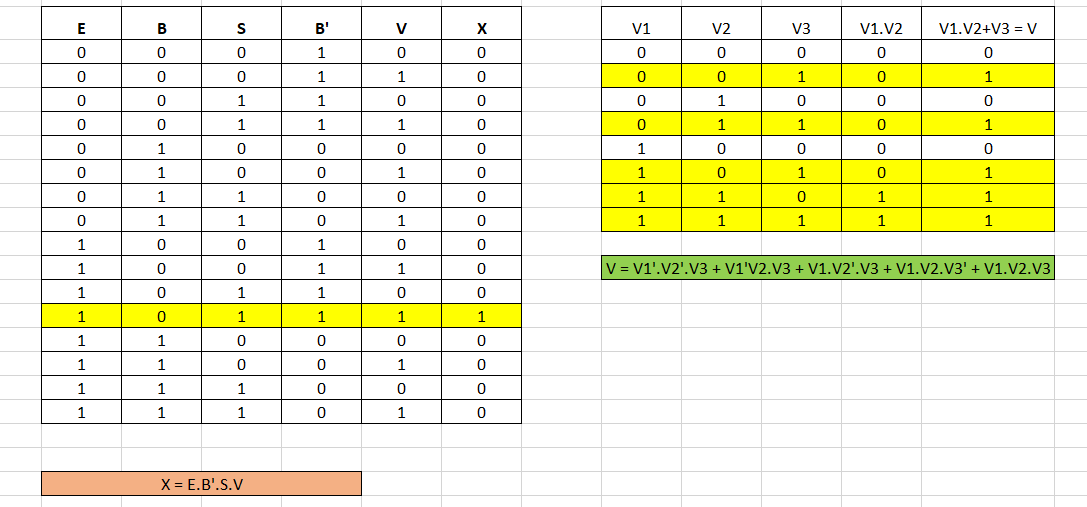 E B S B' V X
0 0 0 1 0 0
0 0 0 1 1 0
0 0 1 1 0 0
0 0 1 1 1 0
0 1 0 0 0 0
0 1 0 0 1 0
0 1 1 0 0 0
0 1 1 0 1 0
1 0 0 1 0 0
1 0 0 1 1 0
1 0 1 1 0 0
1 0 1 1 1 1
1 1 0 0 0 0
1 1 0 0 1 0
1 1 1 0 0 0
1 1 1 0 1 0
X = E.B'.S.V
V1 V2 V3 V1.V2 V1.V2+V3 = V
0 0 0 0 0
0 0 1 0 1
0 1 0 0 0
0 1 1 0 1
1 0 0 0 0
1 0 1 0 1
1 1 0 1 1
1 1 1 1 1
V = V1'.V2'.V3 + V1'V2.V3 + V1.V2'.V3 + V1.V2.V3' + V1.V2.V3